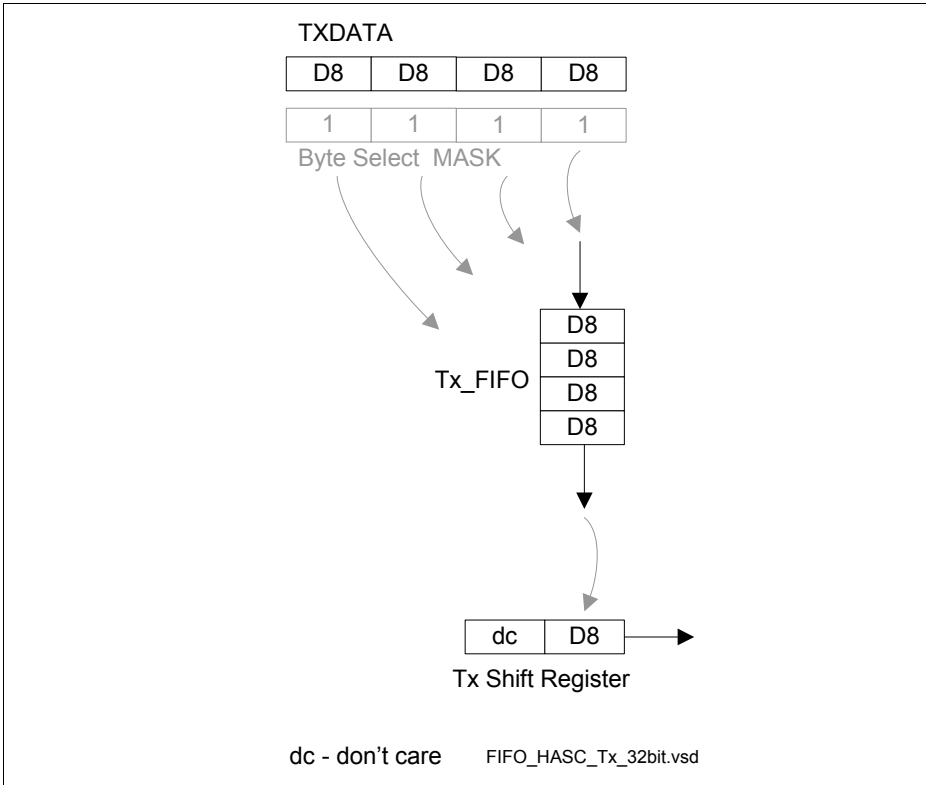 TXDATA
D8 D8 D8 D8
1 1 1 1
Byte Select MASK
D8
D8
Tx_FIFO
D8
D8
dc D8
Tx Shift Register
dc - don't care FIFO_HASC_Tx_32bit.vsd